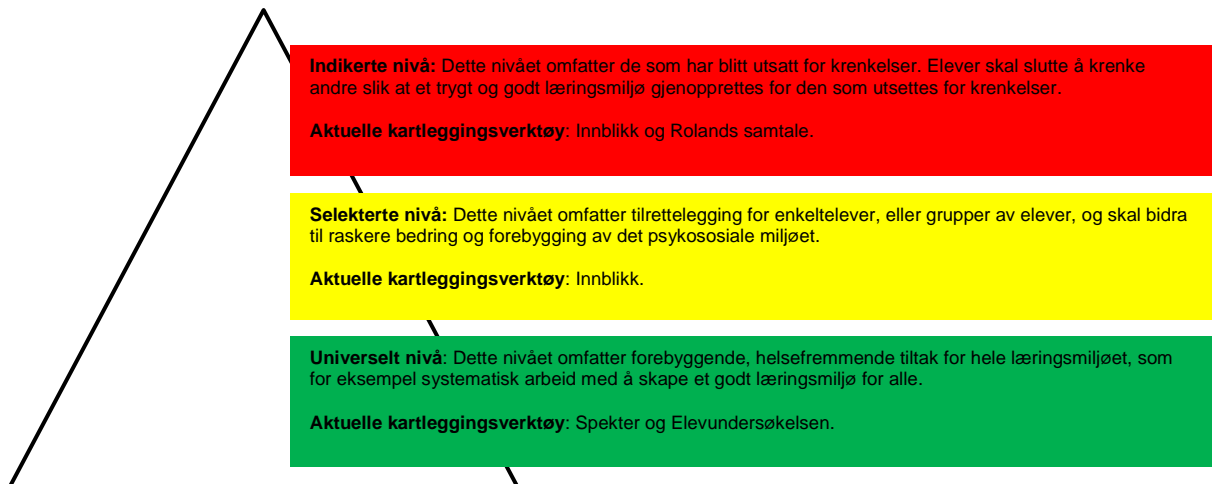 Indikerte nivå: Dette nivået omfatter de som har blitt utsatt for krenkelser. Elever skal slutte å krenke
andre slik at et trygt og godt læringsmiljø gjenopprettes for den som utsettes for krenkelser.
Aktuelle kartleggingsverktøy: Innblikk og Rolands samtale.
Selekterte nivå: Dette nivået omfatter tilrettelegging for enkeltelever, eller grupper av elever, og skal bidra
til raskere bedring og forebygging av det psykososiale miljøet.
Aktuelle kartleggingsverktøy: Innblikk.
Universelt nivå: Dette nivået omfatter forebyggende, helsefremmende tiltak for hele læringsmiljøet, som
for eksempel systematisk arbeid med å skape et godt læringsmiljø for alle.
Aktuelle kartleggingsverktøy: Spekter og Elevundersøkelsen.